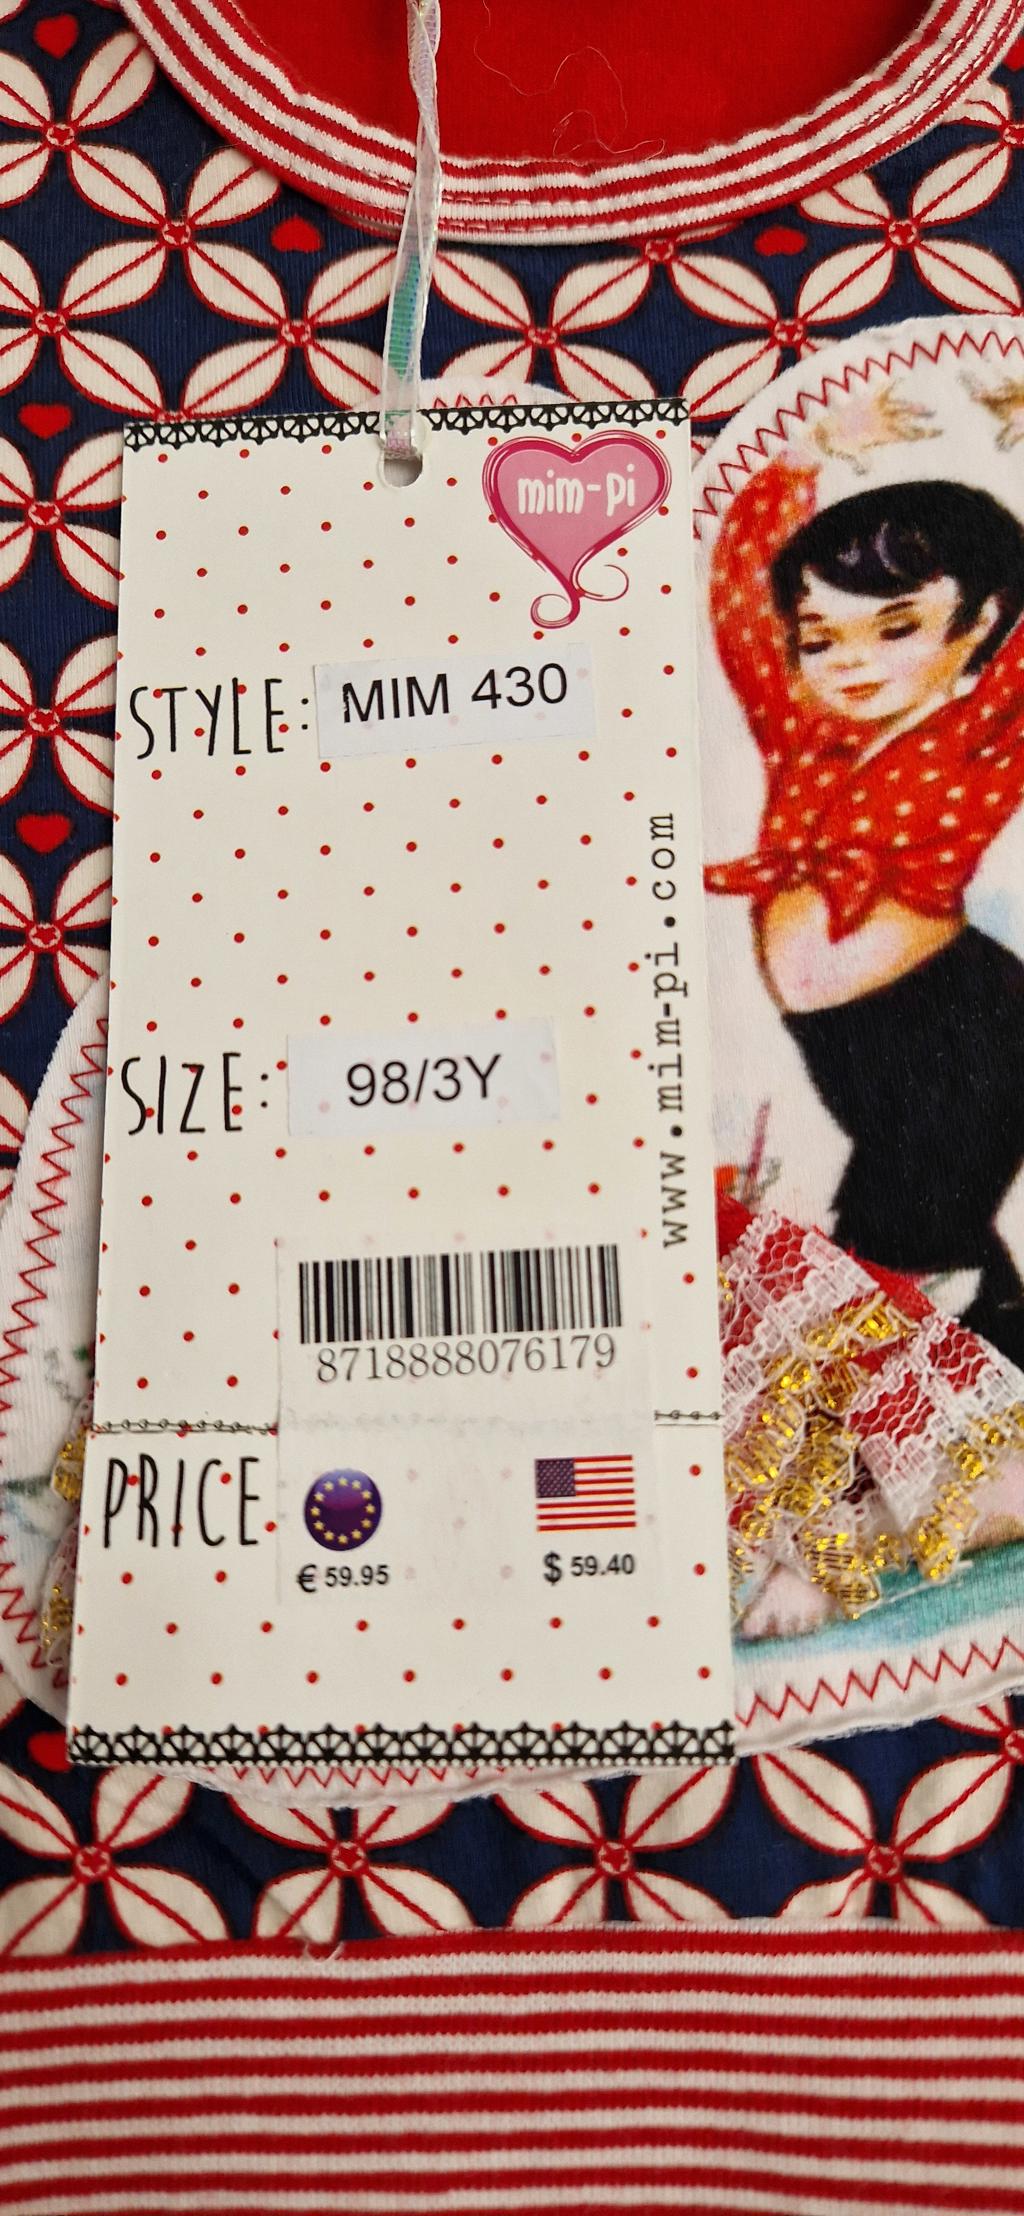 mim-pi
STYLE: MIM 430
www.mim-pi.com
SIZE: 98/3Y
8718888076179
PRICE
€ 59.95 $ 59.40